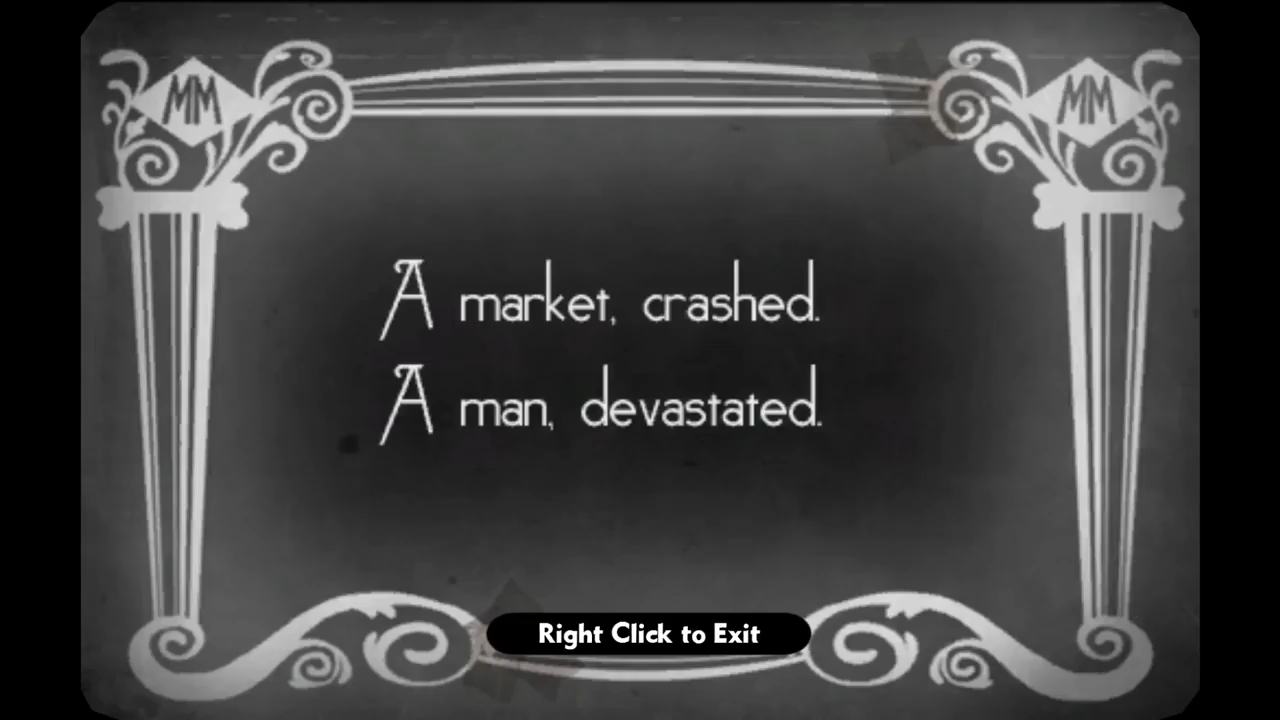 MM MM
A market, crashed.
A man, devastated.
Right Click to Exit